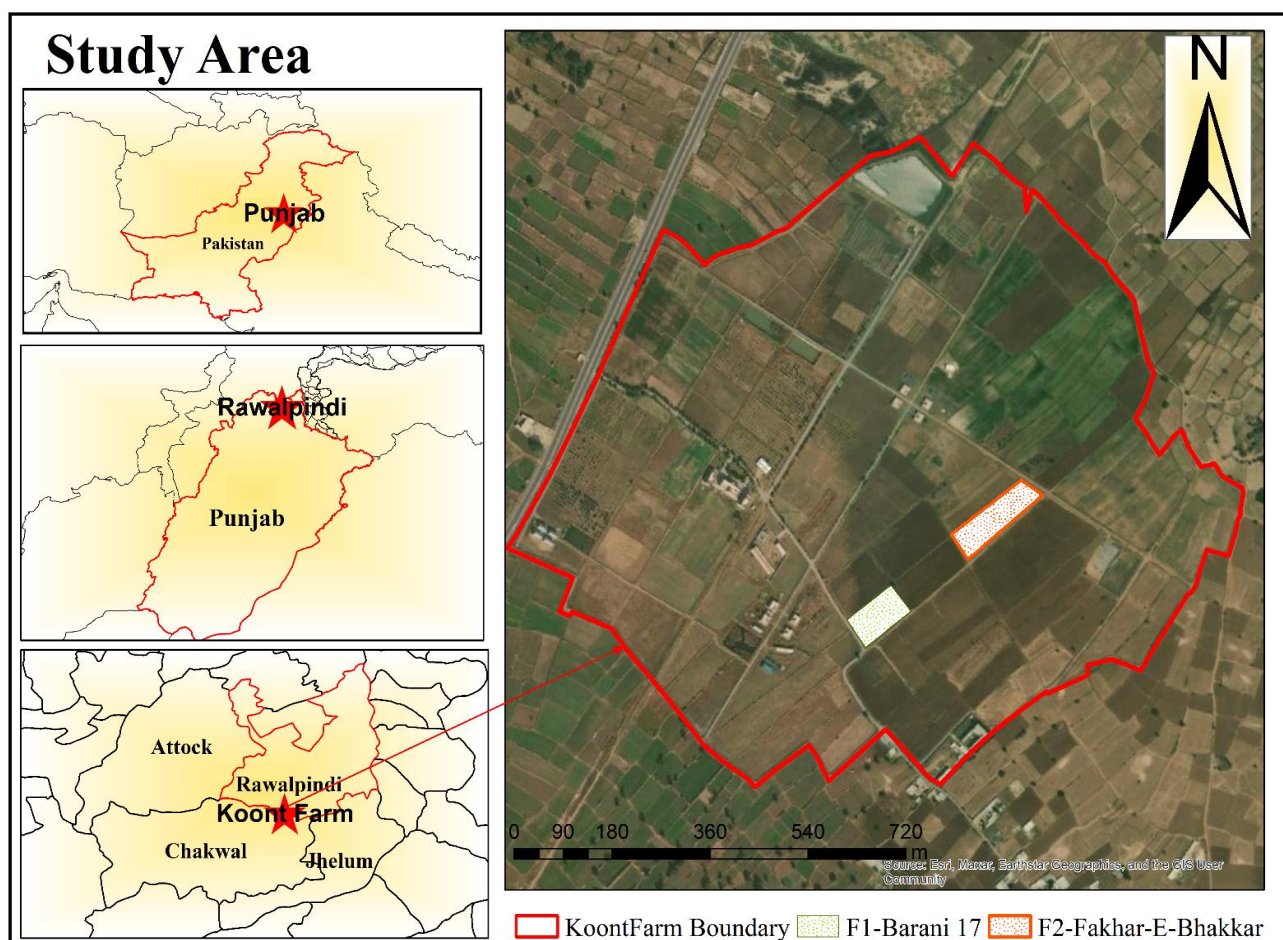 Study Area
Punjab
Pakistan
Rawalpindi
Punjab
Attock
Rawalpindi
Koont Farm
Chakwal
Jhelum
N
0 90 180 360 540 720
m
Source: Esri, Maxar, Earthstar Geographics, and the GIS User
Community
KoontFarm Boundary F1-Barani 17 F2-Fakhar-E-Bhakkar